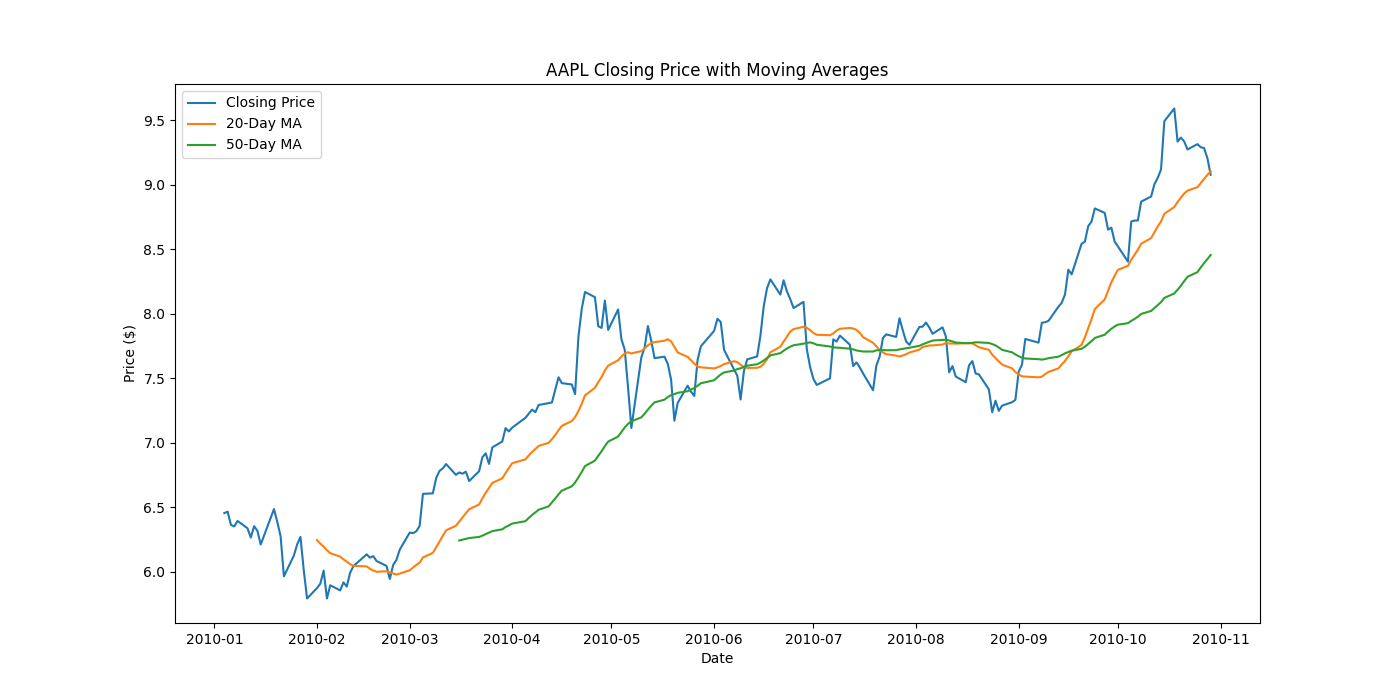 AAPL Closing Price with Moving Averages
Closing Price
20-Day MA
50-Day MA
Price ($)
9.5
9.0
8.5
8.0
7.5
7.0
6.5
6.0
2010-01 2010-02 2010-03 2010-04 2010-05 2010-06 2010-07 2010-08 2010-09 2010-10 2010-11
Date